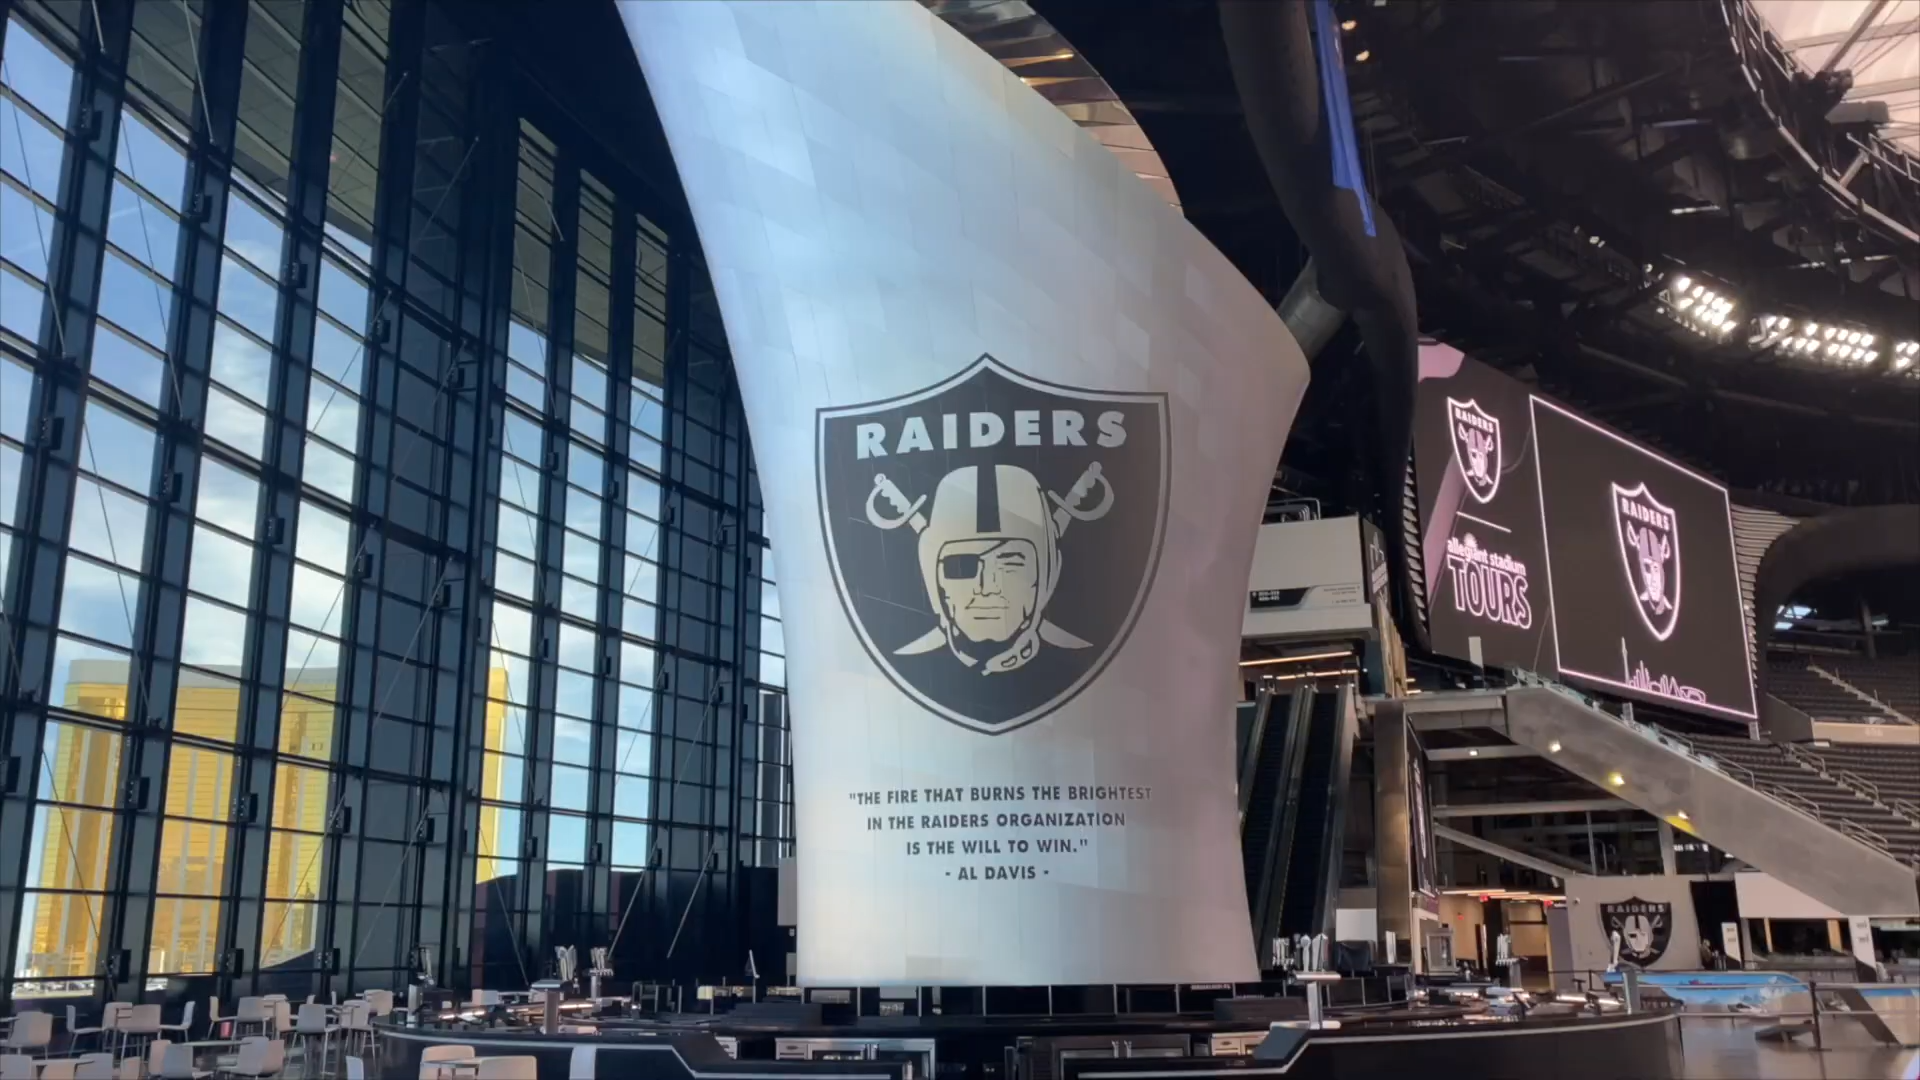 RAIDERS
"THE FIRE THAT BURNS THE BRIGHTEST
IN THE RAIDERS ORGANIZATION
IS THE WILL TO WIN."
- AL DAVIS -
RAIDERS
allegiant stadium
TOURS
RAIDERS
RAIDERS